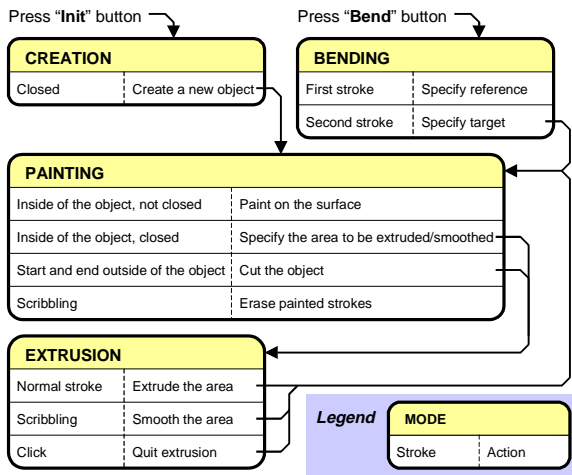 Press “Init” button
Press “Bend” button
CREATION
Closed Create a new object
BENDING
First stroke Specify reference
Second stroke Specify target
PAINTING
Inside of the object, not closed Paint on the surface
Inside of the object, closed Specify the area to be extruded/smoothed
Start and end outside of the object Cut the object
Scribbling Erase painted strokes
EXTRUSION
Normal stroke Extrude the area
Scribbling Smooth the area
Click Quit extrusion
Legend
MODE
Stroke Action